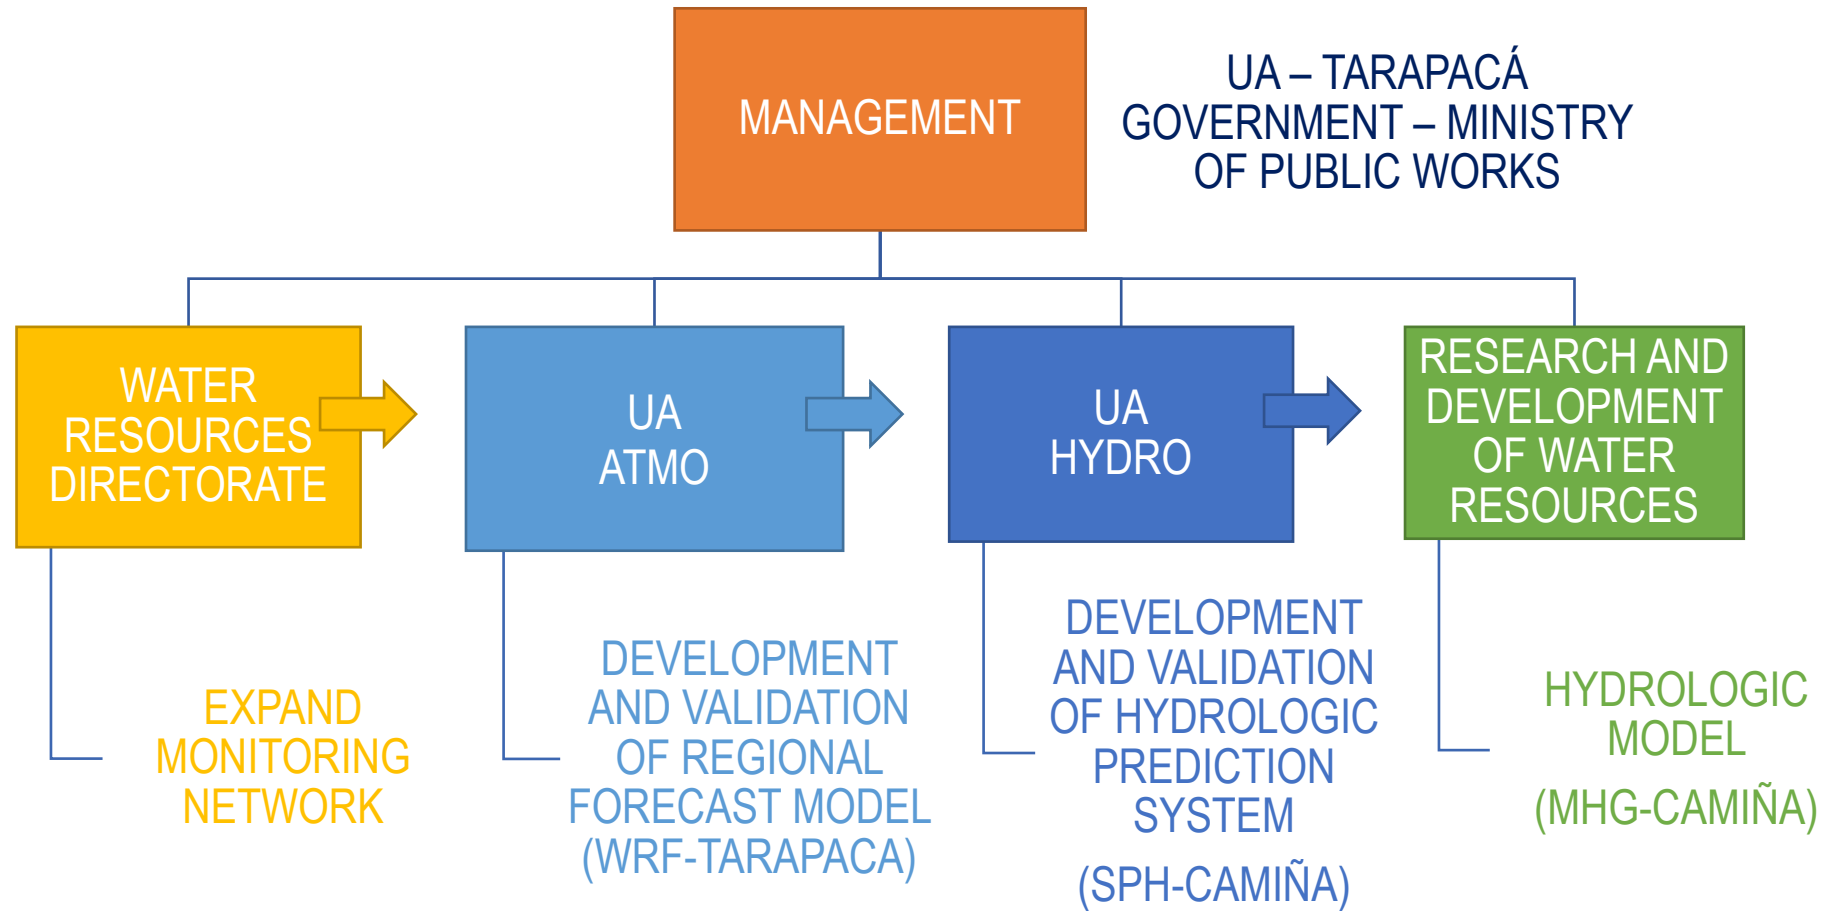 MANAGEMENT
UA – TARAPACÁ
GOVERNMENT – MINISTRY
OF PUBLIC WORKS
WATER
RESOURCES
DIRECTORATE
UA
ATMO
UA
HYDRO
RESEARCH AND
DEVELOPMENT
OF WATER
RESOURCES
EXPAND
MONITORING
NETWORK
DEVELOPMENT
AND VALIDATION
OF REGIONAL
FORECAST MODEL
(WRF-TARAPACA)
DEVELOPMENT
AND VALIDATION
OF HYDROLOGIC
PREDICTION
SYSTEM
(SPH-CAMIÑA)
HYDROLOGIC
MODEL
(MHG-CAMIÑA)